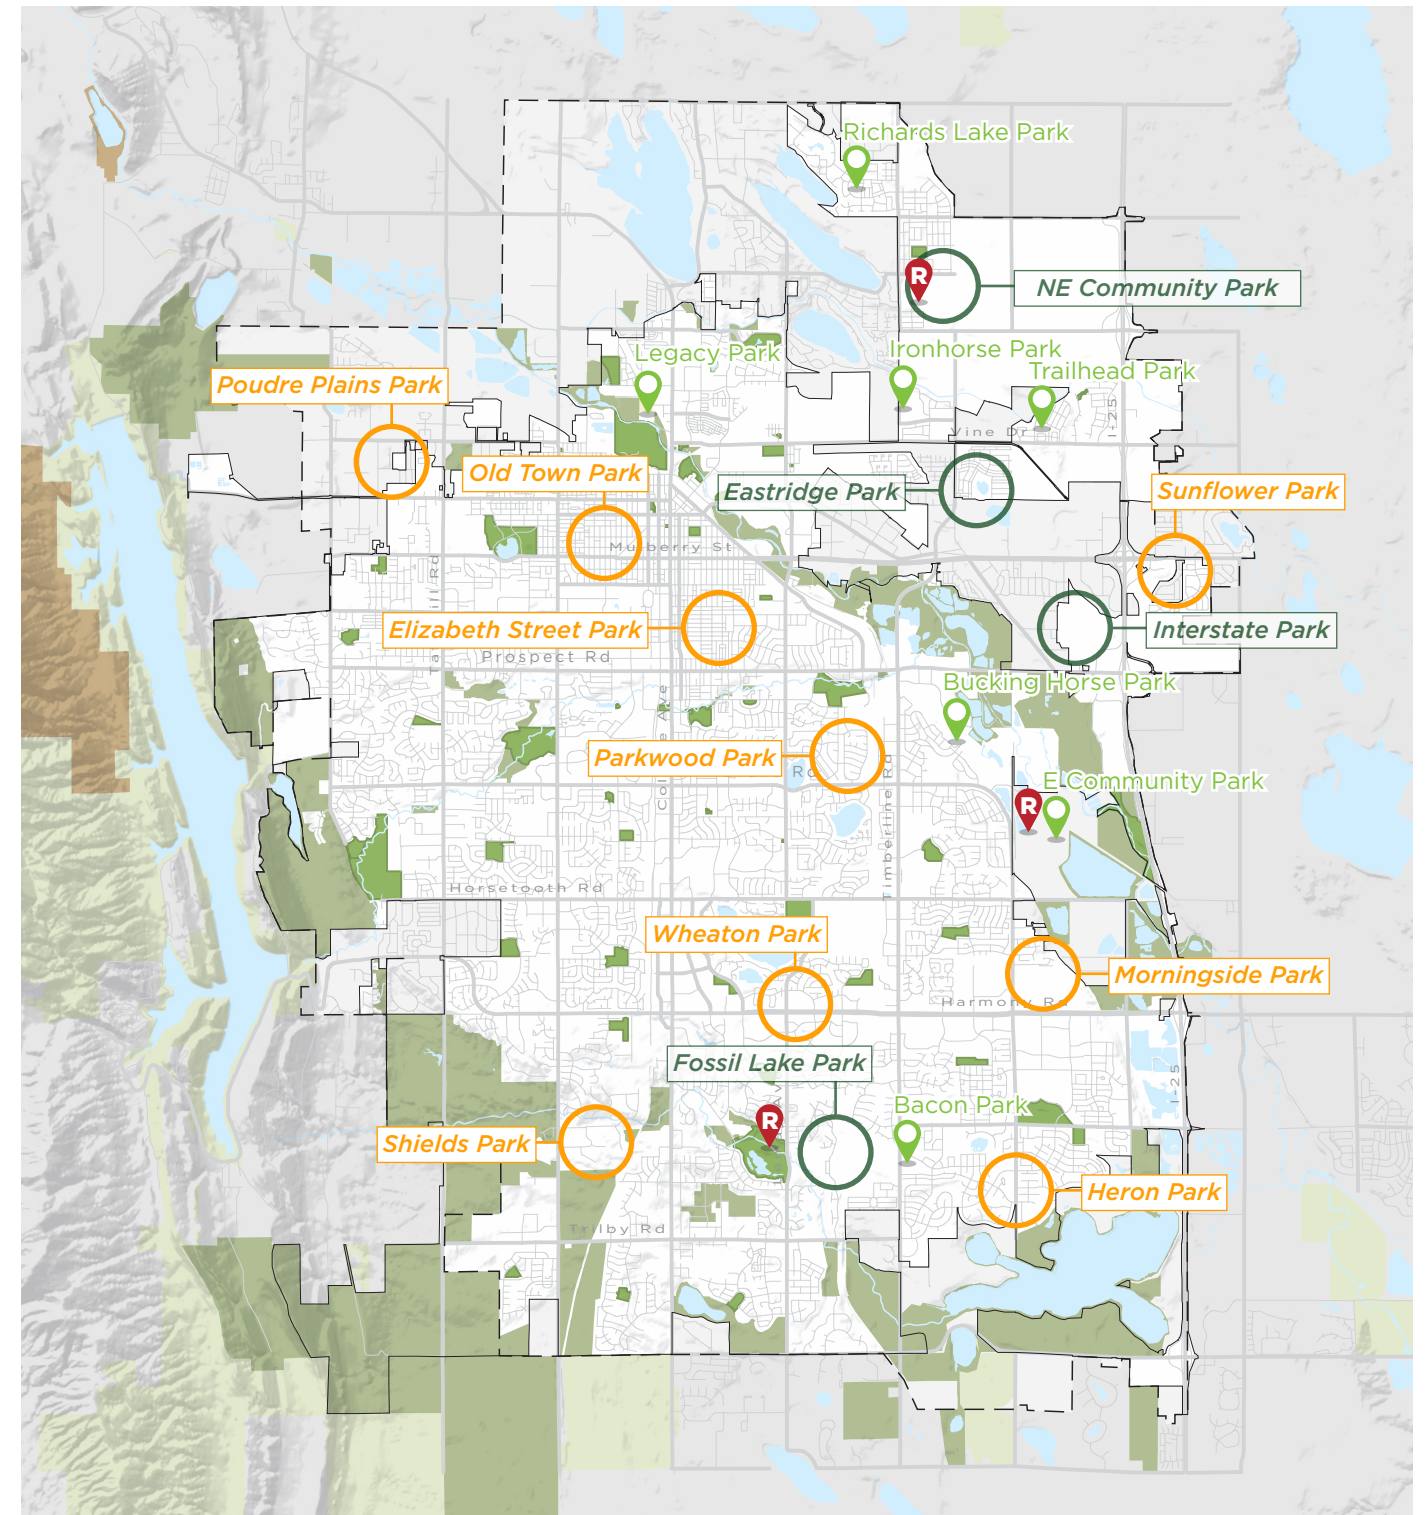 Richards Lake Park
R
NE Community Park
Legacy Park
Ironhorse Park
Trailhead Park
Poudre Plains Park
I-25
Vine Dr
Old Town Park
Eastridge Park
Sunflower Park
Mulberry St
Elizabeth Street Park
Interstate Park
Prospect Rd
Bucking Horse Park
Parkwood Park
Rd
Timberline Rd
E Community Park
R
Horsetooth Rd
Wheaton Park
Morningside Park
Harmony Rd
Fossil Lake Park
I-25
Bacon Park
R
Shields Park
Heron Park
Trilby Rd